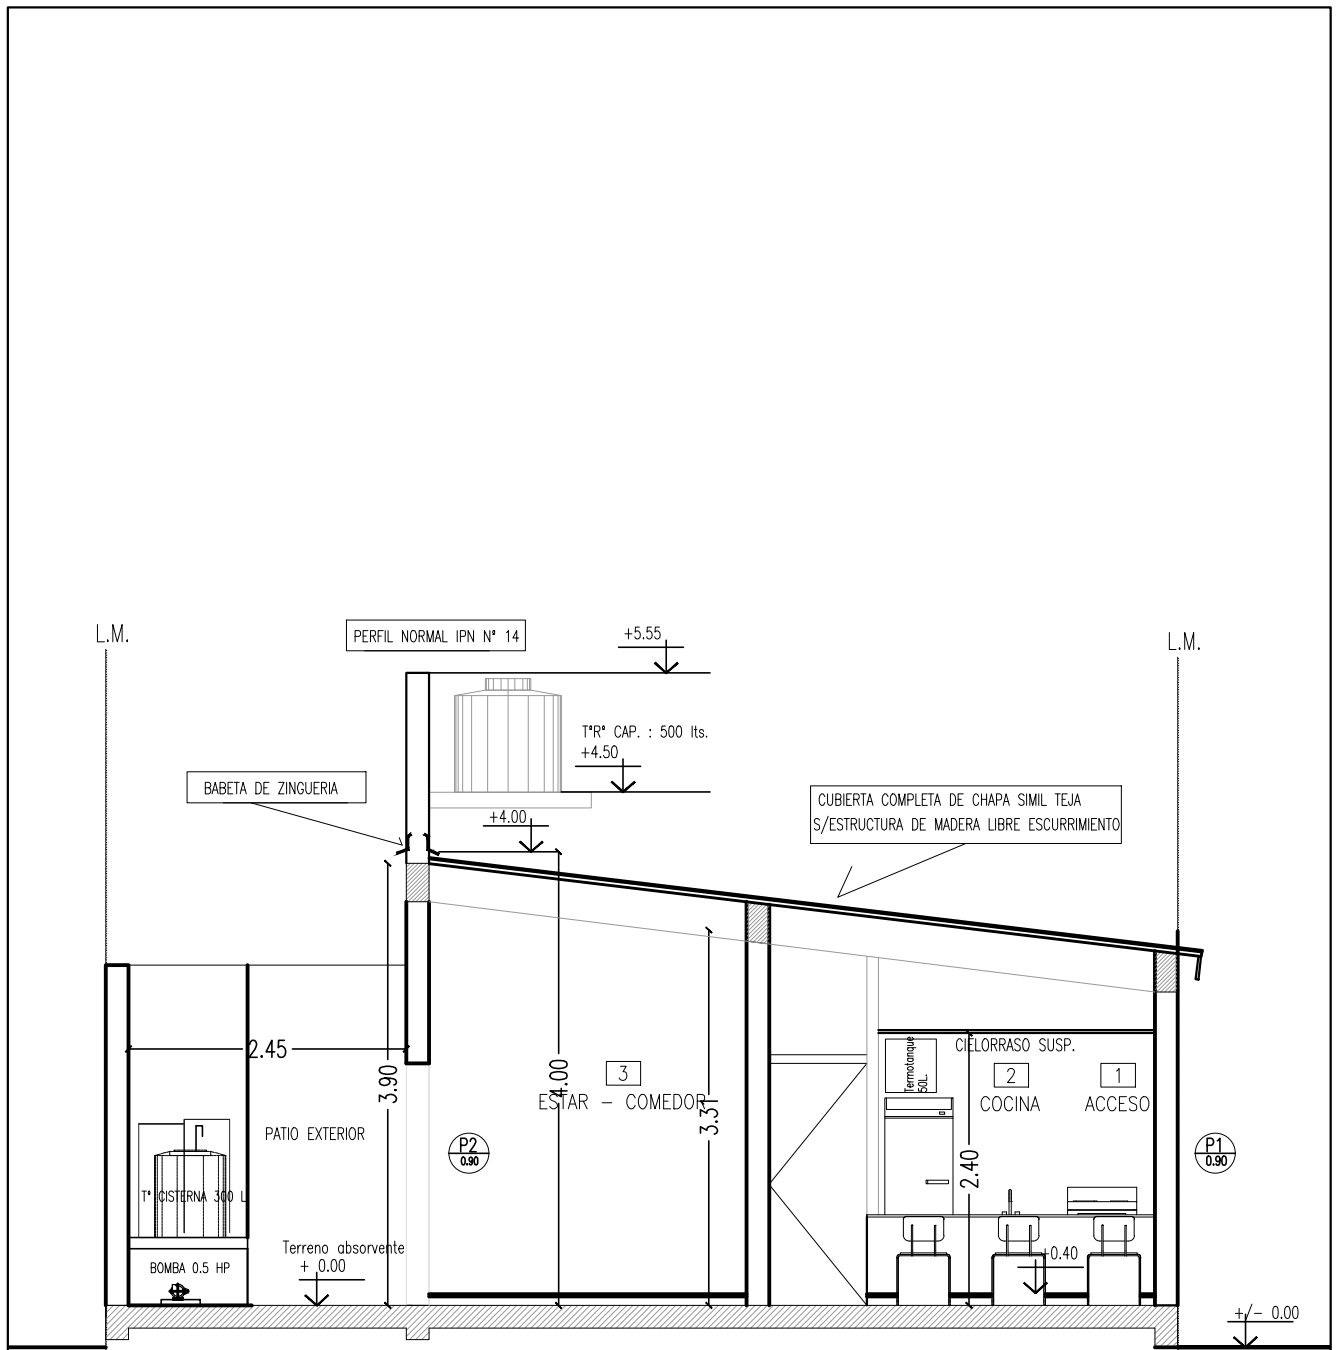 L.M.
PERFIL NORMAL IPN Nº 14
+5.55
L.M.
TºRº CAP. : 500 lts.
+4.50
BABETA DE ZINGUERIA
CUBIERTA COMPLETA DE CHAPA SIMIL TEJA
S/ESTRUCTURA DE MADERA LIBRE ESCURRIMIENTO
+4.00
2.45
3.90
4.00
3.31
3
ESTAR - COMEDOR
Termotanque
50L.
CIELORRASO SUSP.
2
COCINA
1
ACCESO
PATIO EXTERIOR
P2
0.90
P1
0.90
2.40
Tº CISTERNA 300 L
BOMBA 0.5 HP
Terreno absorvente
+ 0.00
+0.40
+/- 0.00